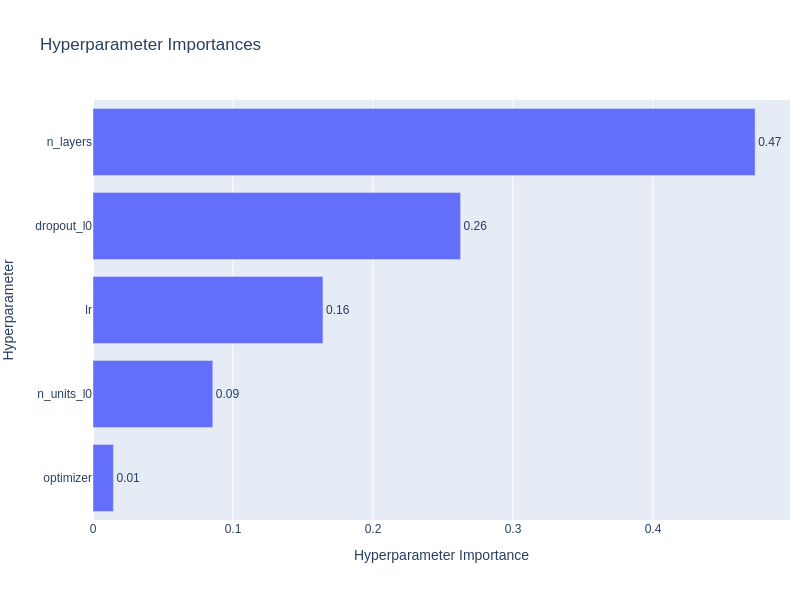 Hyperparameter Importances
n_layers
0.47
dropout_l0
0.26
lr
0.16
n_units_l0
0.09
optimizer
0.01
Hyperparameter
0
0.1
0.2
0.3
0.4
Hyperparameter Importance